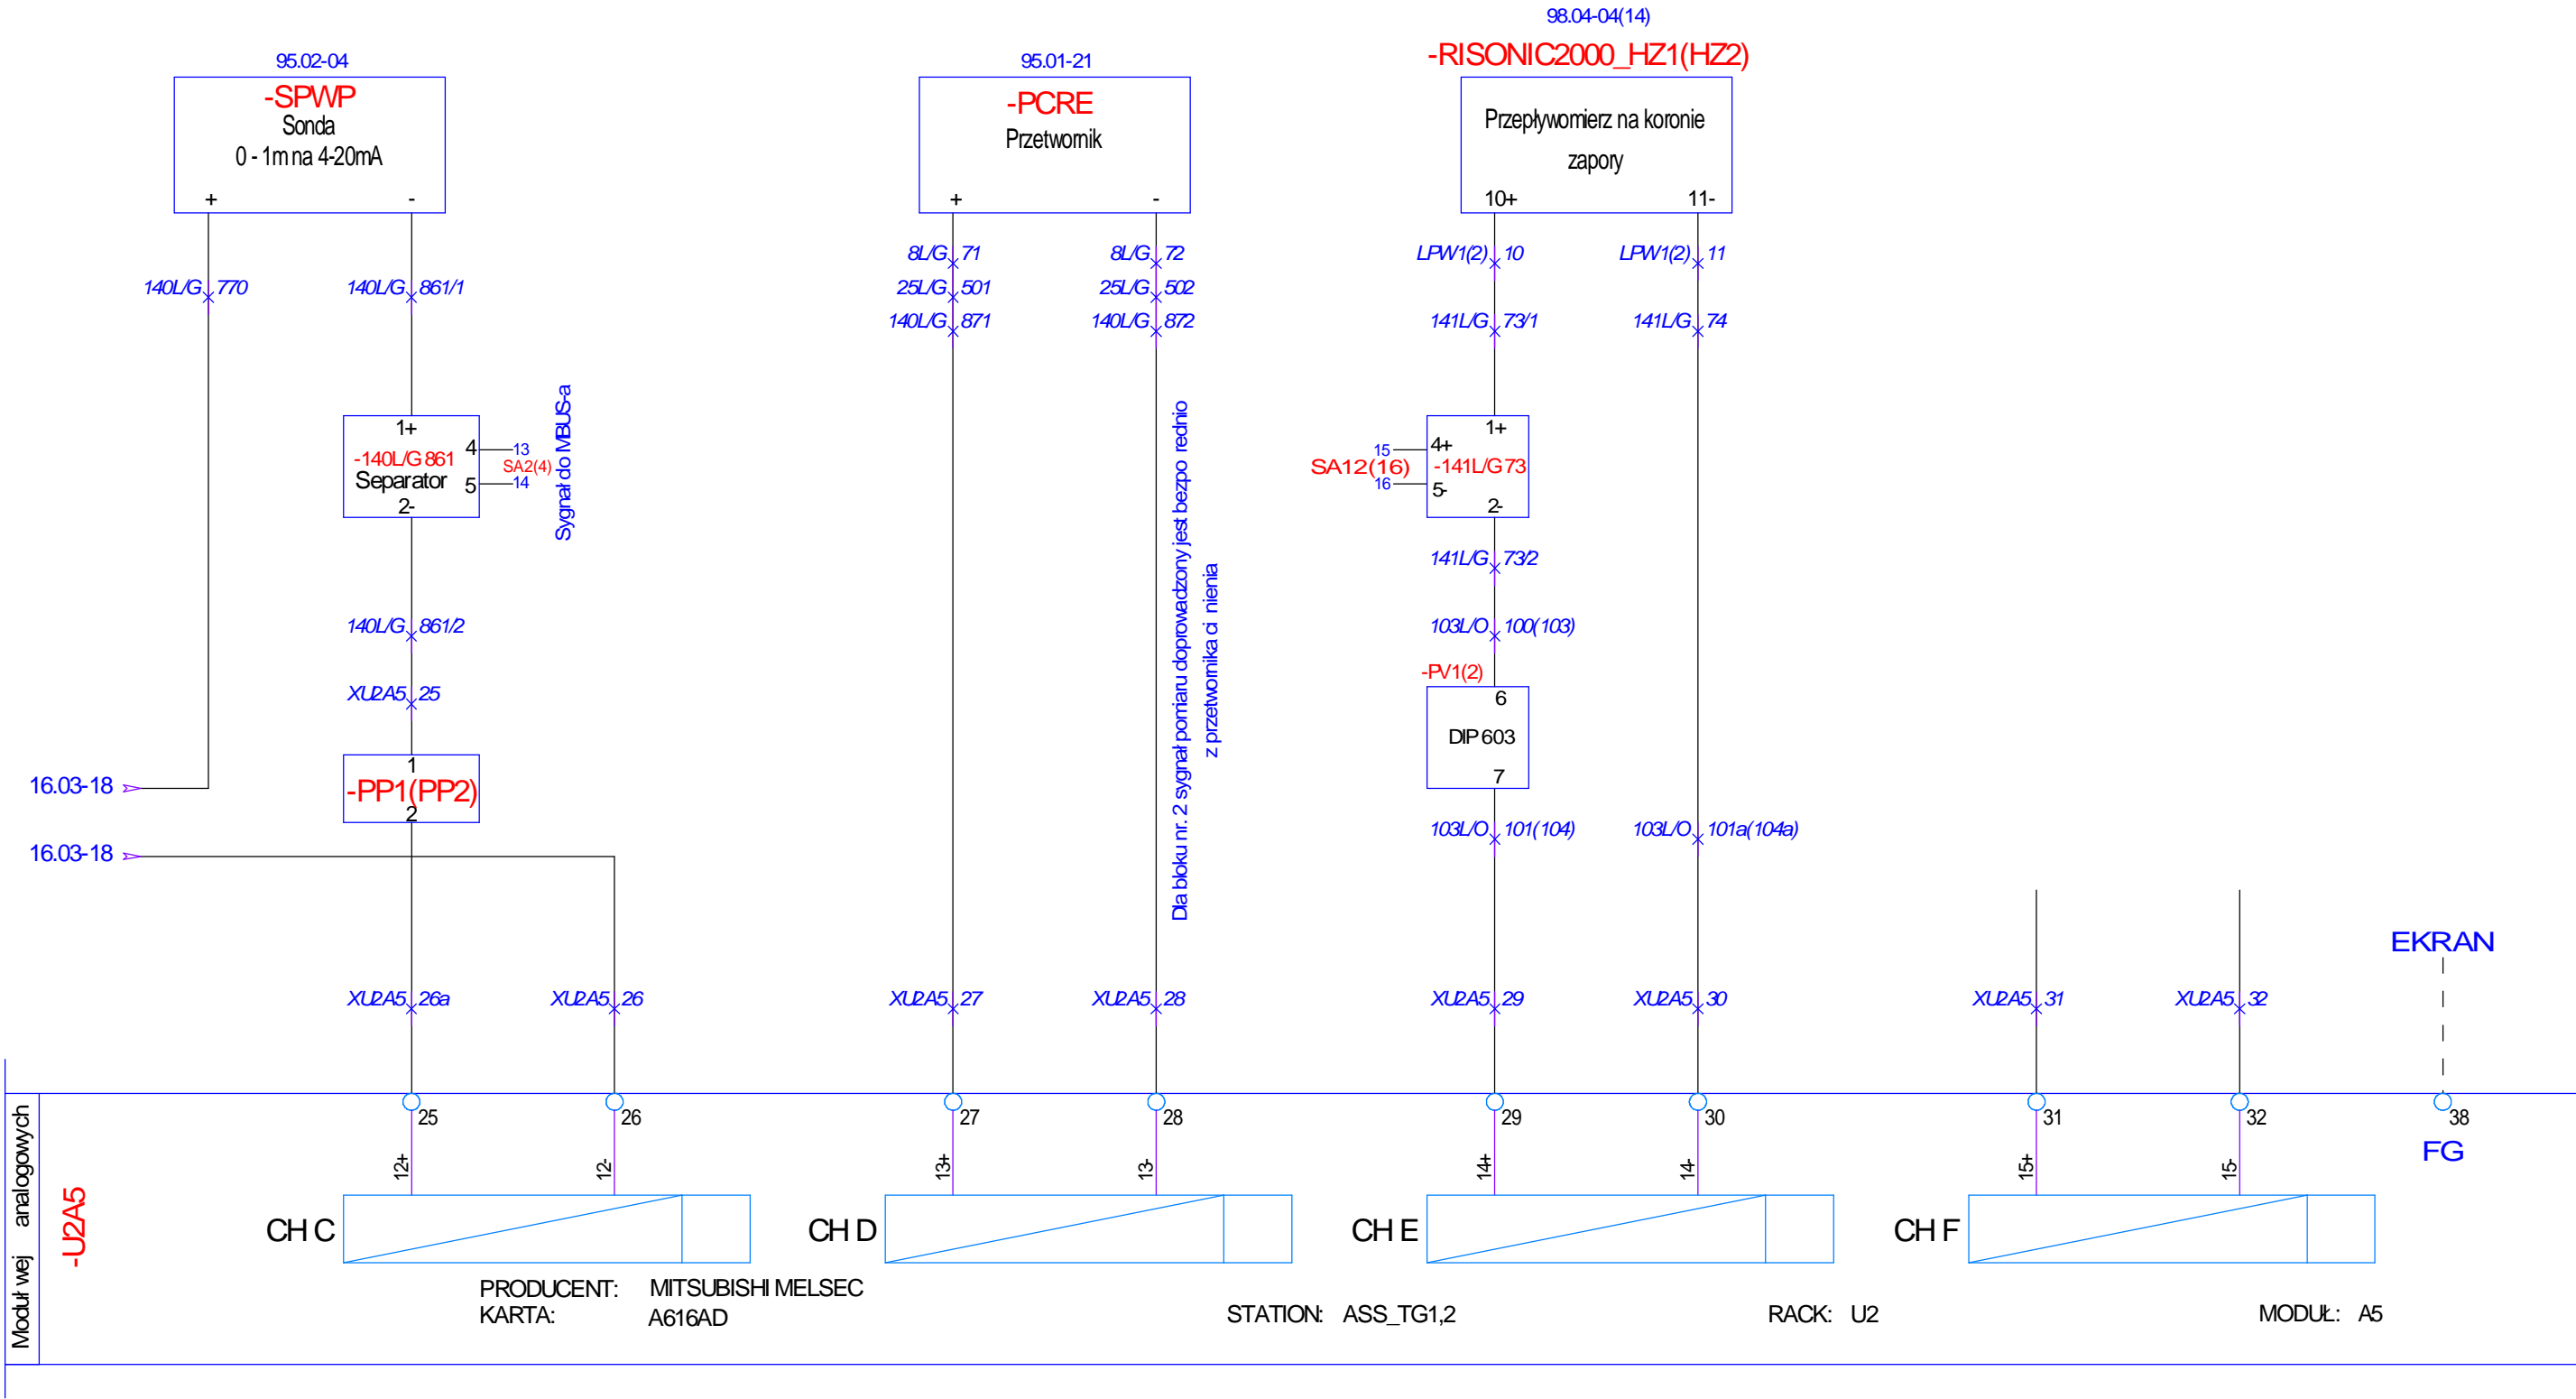 98.04-04(14)
95.02-04
95.01-21
-RISONIC2000_HZ1(HZ2)
-SPWP
Sonda
0 - 1m na 4-20mA
+
-
-PCRE
Przetwornik
+
-
Przepływomierz na koronie
zapory
10+
11-
8L/G 71
8L/G 72
LPW1(2) 10
LPW1(2) 11
140L/G 770
140L/G 861/1
25L/G 501
25L/G 502
140L/G 871
140L/G 872
141L/G 73/1
141L/G 74
1+
-140L/G 861
Separator
2-
4
5
13
SA2(4)
14
Sygnał do MBUS-a
Dla bloku nr. 2 sygnał pomiaru doprowadzony jest bezpo rednio
z przetwornika ci nienia
1+
4+
-141L/G 73
5-
2-
15
SA12(16)
16
141L/G 73/2
140L/G 861/2
103L/O 100(103)
XU2A5 25
-PV1(2)
6
DIP 603
7
1
-PP1(PP2)
2
16.03-18
16.03-18
103L/O 101(104)
103L/O 101a(104a)
EKRAN
XU2A5 26a
XU2A5 26
XU2A5 27
XU2A5 28
XU2A5 29
XU2A5 30
XU2A5 31
XU2A5 32
25
26
27
28
29
30
31
32
38
FG
12+
12-
13+
13-
14+
14-
15+
15-
Moduł wej analogowych
-U2A5
CH C
CH D
CH E
CH F
PRODUCENT: MITSUBISHI MELSEC
KARTA: A616AD
STATION: ASS_TG1,2
RACK: U2
MODUŁ: A5